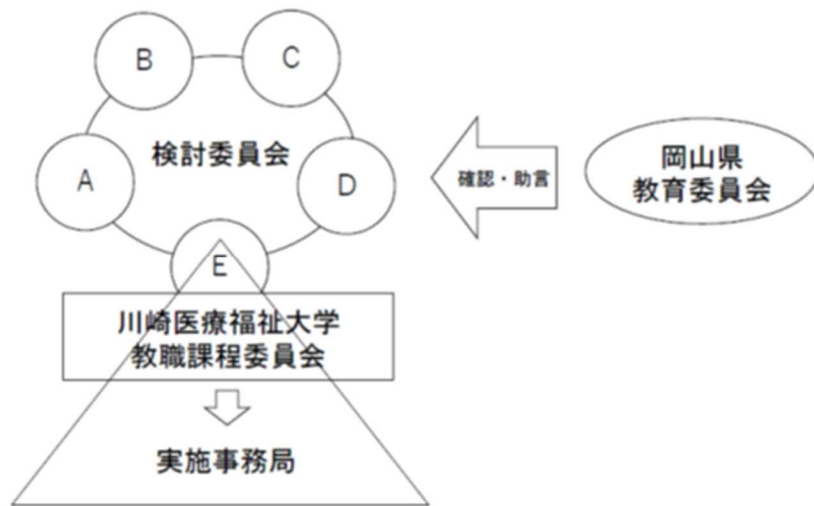 B
C
A
検討委員会
D
E
確認・助言
岡山県
教育委員会
川崎医療福祉大学
教職課程委員会
実施事務局